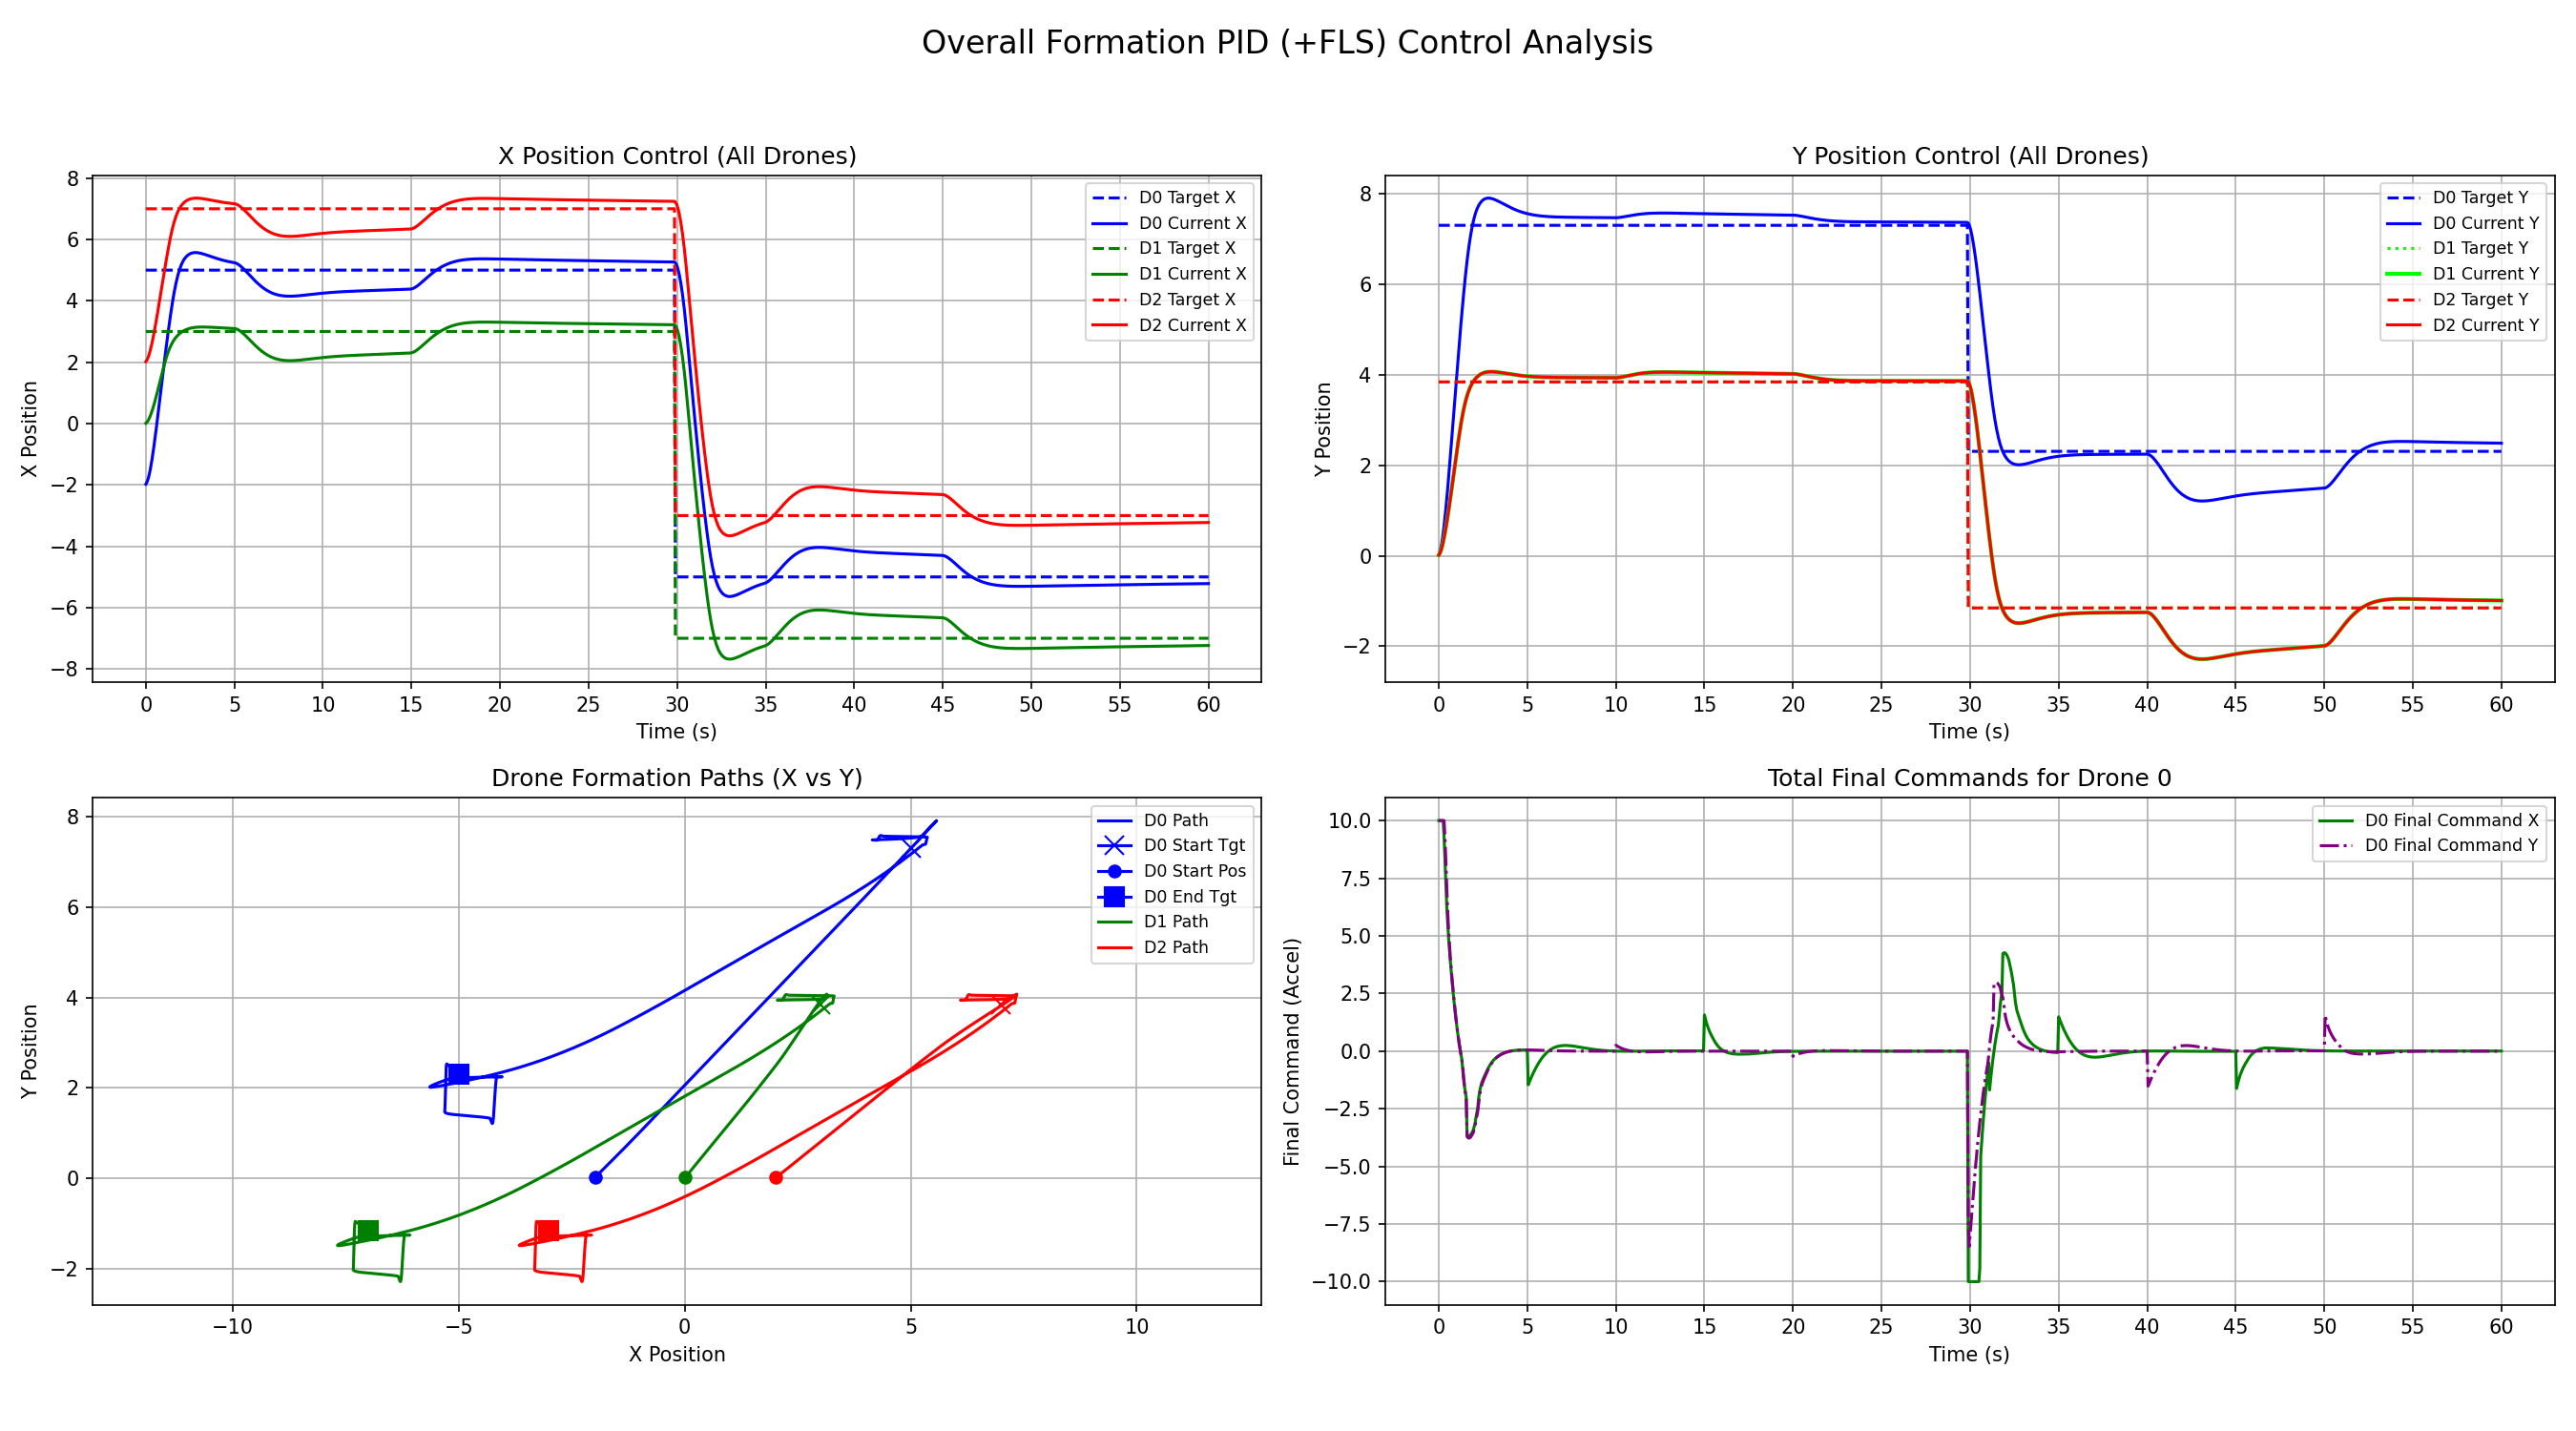 Overall Formation PID (+FLS) Control Analysis
X Position Control (All Drones)
8
6
4
2
0
−2
−4
−6
−8
X Position
0 5 10 15 20 25 30 35 40 45 50 55 60
Time (s)
D0 Target X
D0 Current X
D1 Target X
D1 Current X
D2 Target X
D2 Current X
Y Position Control (All Drones)
8
6
4
2
0
−2
Y Position
0 5 10 15 20 25 30 35 40 45 50 55 60
Time (s)
D0 Target Y
D0 Current Y
D1 Target Y
D1 Current Y
D2 Target Y
D2 Current Y
Drone Formation Paths (X vs Y)
8
6
4
2
0
−2
Y Position
−10 −5 0 5 10
X Position
D0 Path
D0 Start Tgt
D0 Start Pos
D0 End Tgt
D1 Path
D2 Path
Total Final Commands for Drone 0
10.0
7.5
5.0
2.5
0.0
−2.5
−5.0
−7.5
−10.0
Final Command (Accel)
0 5 10 15 20 25 30 35 40 45 50 55 60
Time (s)
D0 Final Command X
D0 Final Command Y